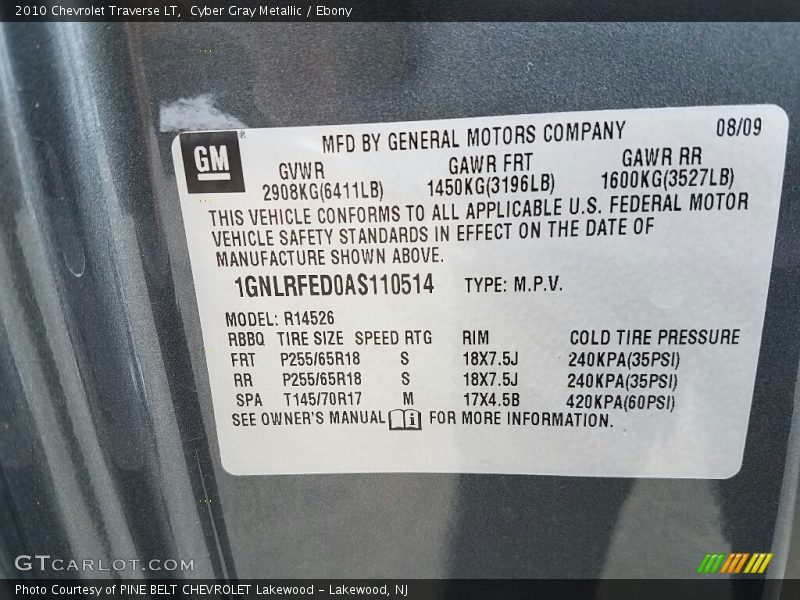 2010 Chevrolet Traverse LT,  Cyber Gray Metallic / Ebony
GM ®
MFD BY GENERAL MOTORS COMPANY 08/09
GVWR GAWR FRT GAWR RR
2908KG(6411LB) 1450KG(3196LB) 1600KG(3527LB)
THIS VEHICLE CONFORMS TO ALL APPLICABLE U.S. FEDERAL MOTOR
VEHICLE SAFETY STANDARDS IN EFFECT ON THE DATE OF
MANUFACTURE SHOWN ABOVE.
1GNLRFED0AS110514 TYPE: M.P.V.
MODEL: R14526
RBBQ TIRE SIZE SPEED RTG RIM COLD TIRE PRESSURE
FRT P255/65R18 S 18X7.5J 240KPA(35PSI)
RR P255/65R18 S 18X7.5J 240KPA(35PSI)
SPA T145/70R17 M 17X4.5B 420KPA(60PSI)
SEE OWNER'S MANUAL i FOR MORE INFORMATION.
GTCARLOT.COM
Photo Courtesy of PINE BELT CHEVROLET Lakewood - Lakewood, NJ